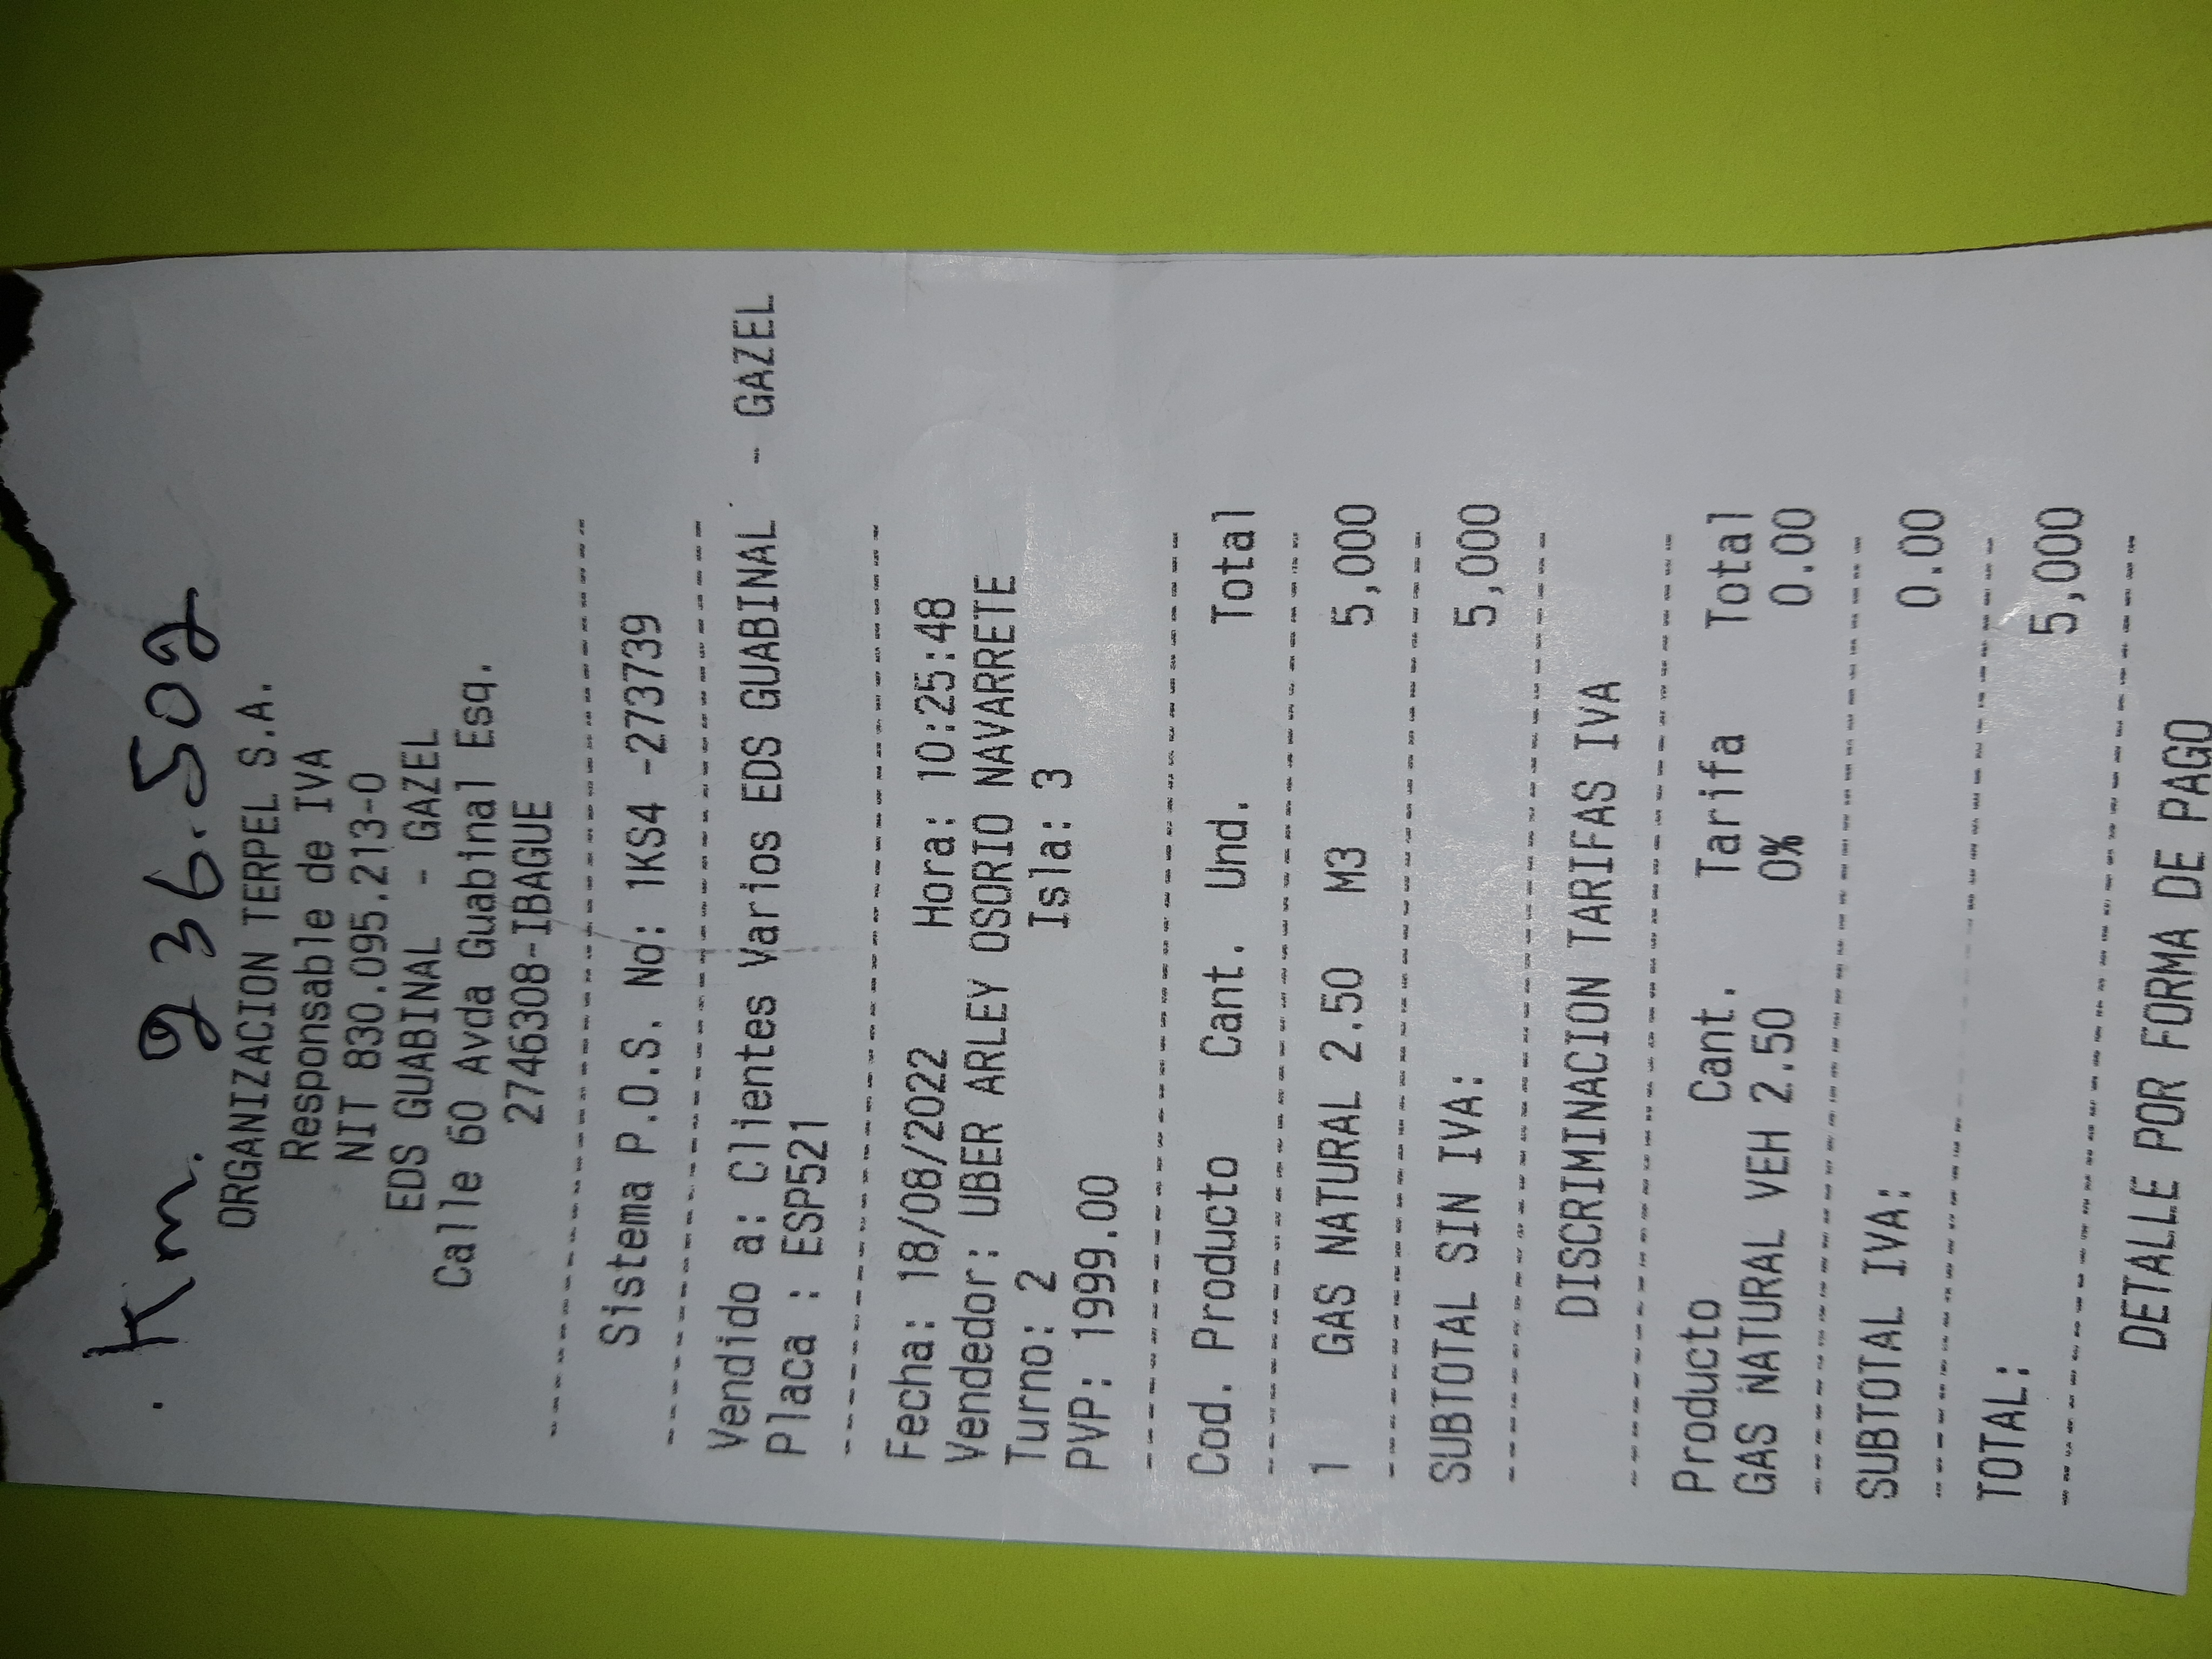 . Km. 236.502
ORGANIZACION TERPEL S.A.
Responsable de IVA
NIT 830.095.213-0
EDS GUABINAL - GAZEL
Calle 60 Avda Guabinal Esq.
2746308-IBAGUE
Sistema P.O.S. No: 1KS4 -273739
Vendido a: Clientes Varios EDS GUABINAL - GAZEL
Placa : ESP521
Fecha: 18/08/2022 Hora: 10:25:48
Vendedor: UBER ARLEY OSORIO NAVARRETE
Turno: 2 Isla: 3
PVP: 1999.00
Cod. Producto Cant. Und. Total
1 GAS NATURAL 2.50 M3 5,000
SUBTOTAL SIN IVA: 5,000
DISCRIMINACION TARIFAS IVA
Producto Cant. Tarifa Total
GAS NATURAL VEH 2.50 0% 0.00
SUBTOTAL IVA: 0.00
TOTAL: 5,000
DETALLE POR FORMA DE PAGO